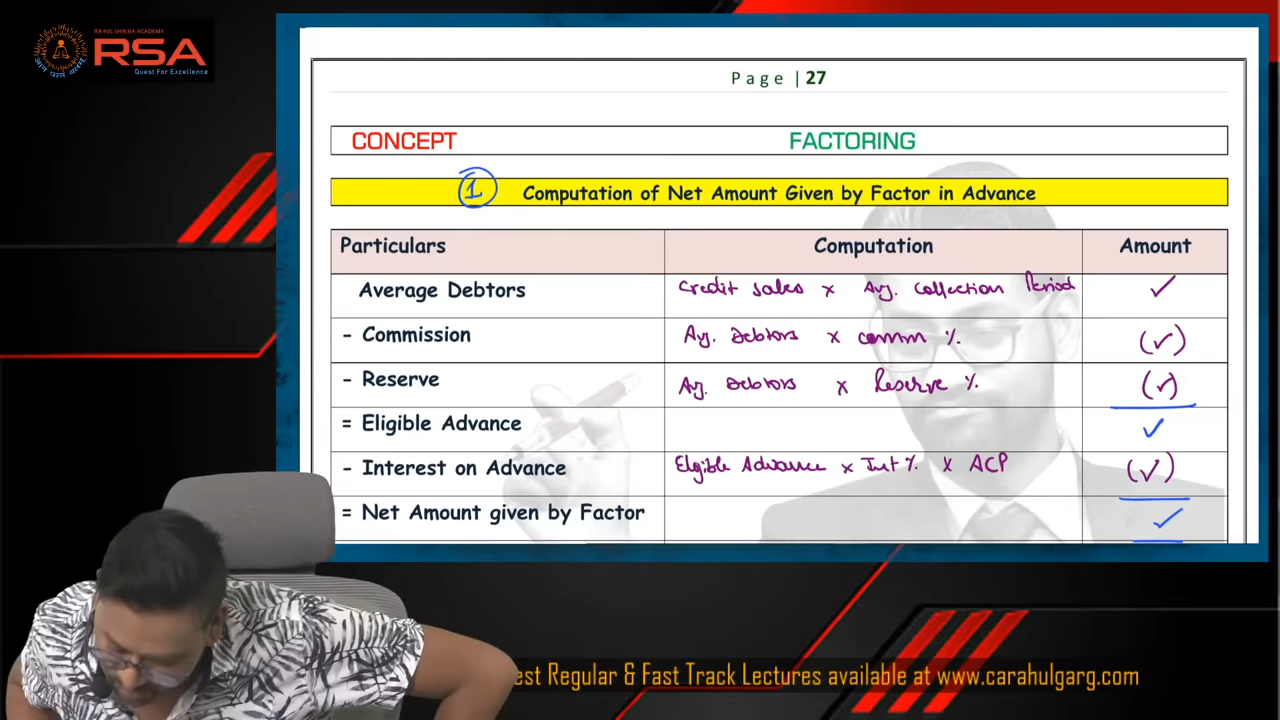 RAHUL SHIKHA ACADEMY
RSA
Quest For Excellence
Page | 27
CONCEPT FACTORING
1 Computation of Net Amount Given by Factor in Advance
Particulars Computation Amount
Average Debtors Credit Sales x Avg. Collection Period ✓
- Commission Avg. Debtors x comm %. (✓)
- Reserve Avg. Debtors x Reserve %. (✓)
= Eligible Advance ✓
- Interest on Advance Elgible Advance x Int %. x ACP (✓)
= Net Amount given by Factor ✓
est Regular & Fast Track Lectures available at www.carahulgarg.com